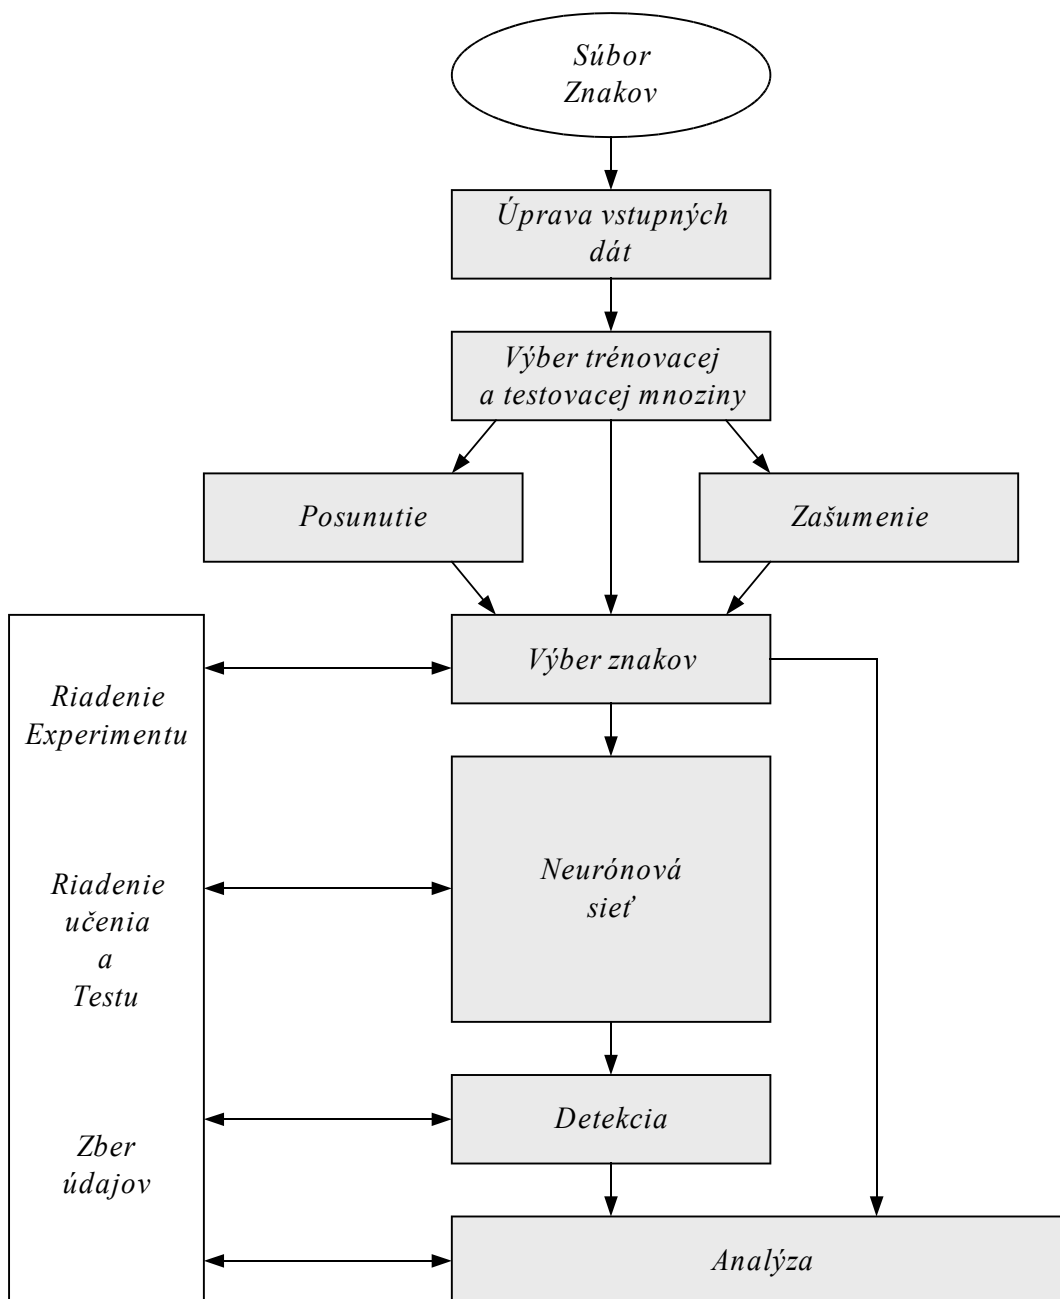 Súbor
Znakov
Úprava vstupných
dát
Výber trénovacej
a testovacej mnoziny
Posunutie
Zašumenie
Výber znakov
Riadenie
Experimentu
Neurónová
sieť
Riadenie
učenia
a
Testu
Detekcia
Zber
údajov
Analýza